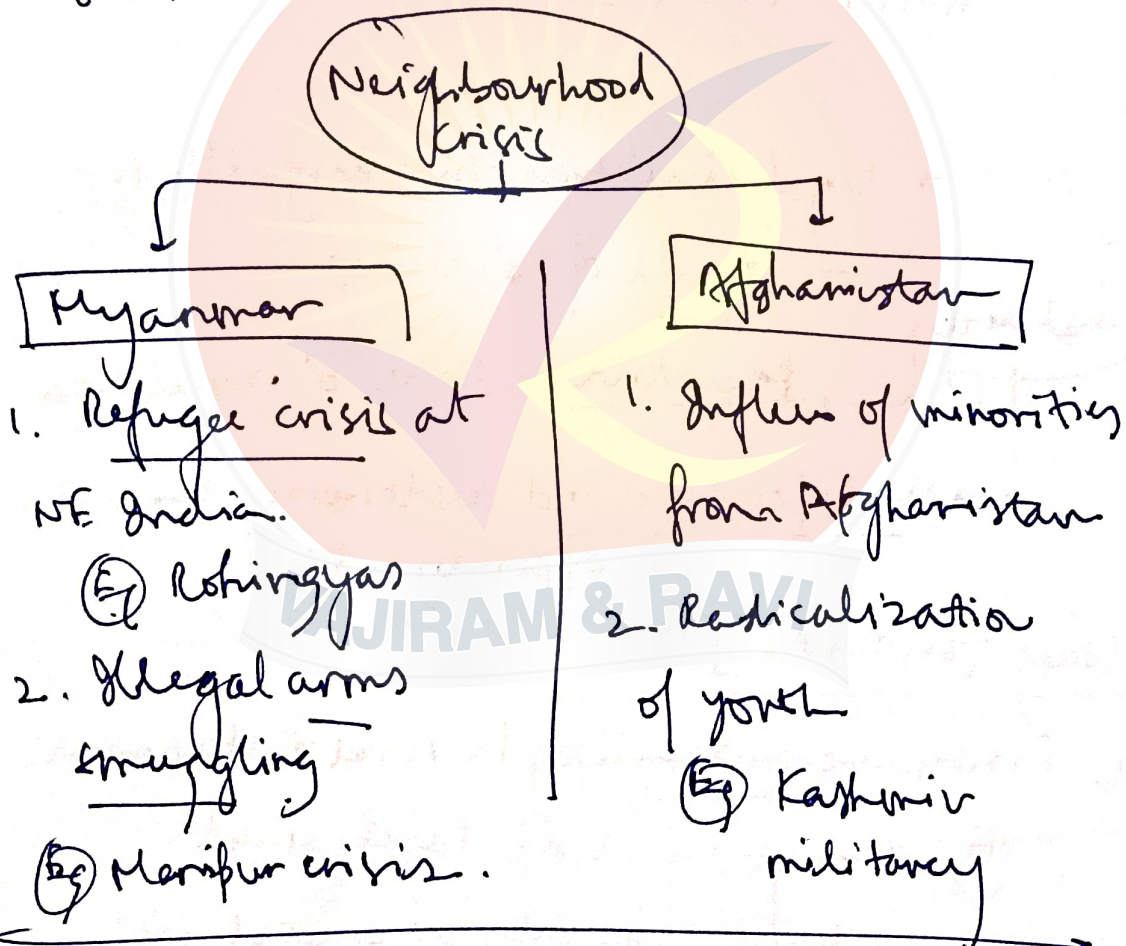 Neighbourhood
crisis
Myanmar
1. Refugee crisis at
NE India.
Eg Rohingyas
2. Illegal arms
smuggling
Eg Manipur crisis.
Afghanistan
1. Influx of minorities
from Afghanistan
2. Radicalization
of youth
Eg Kashmir
militancy
VAJIRAM & RAVI